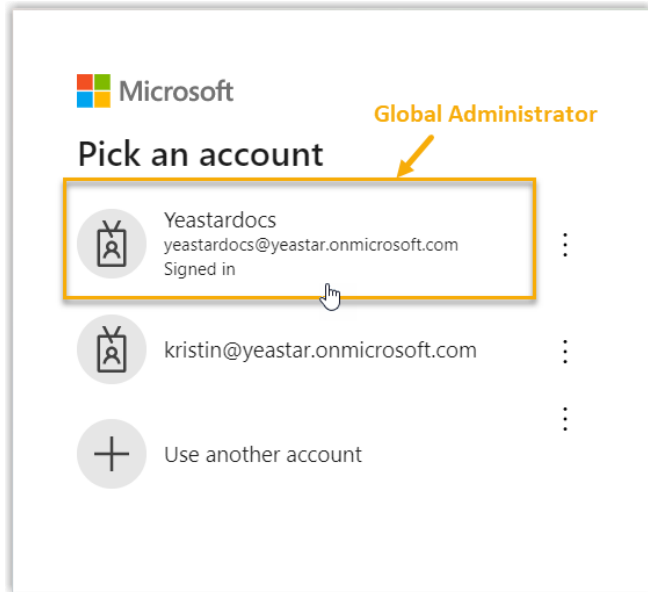 Microsoft
Global Administrator
Pick an account
Yeastardocs
yeastardocs@yeastar.onmicrosoft.com
Signed in
kristin@yeastar.onmicrosoft.com
Use another account